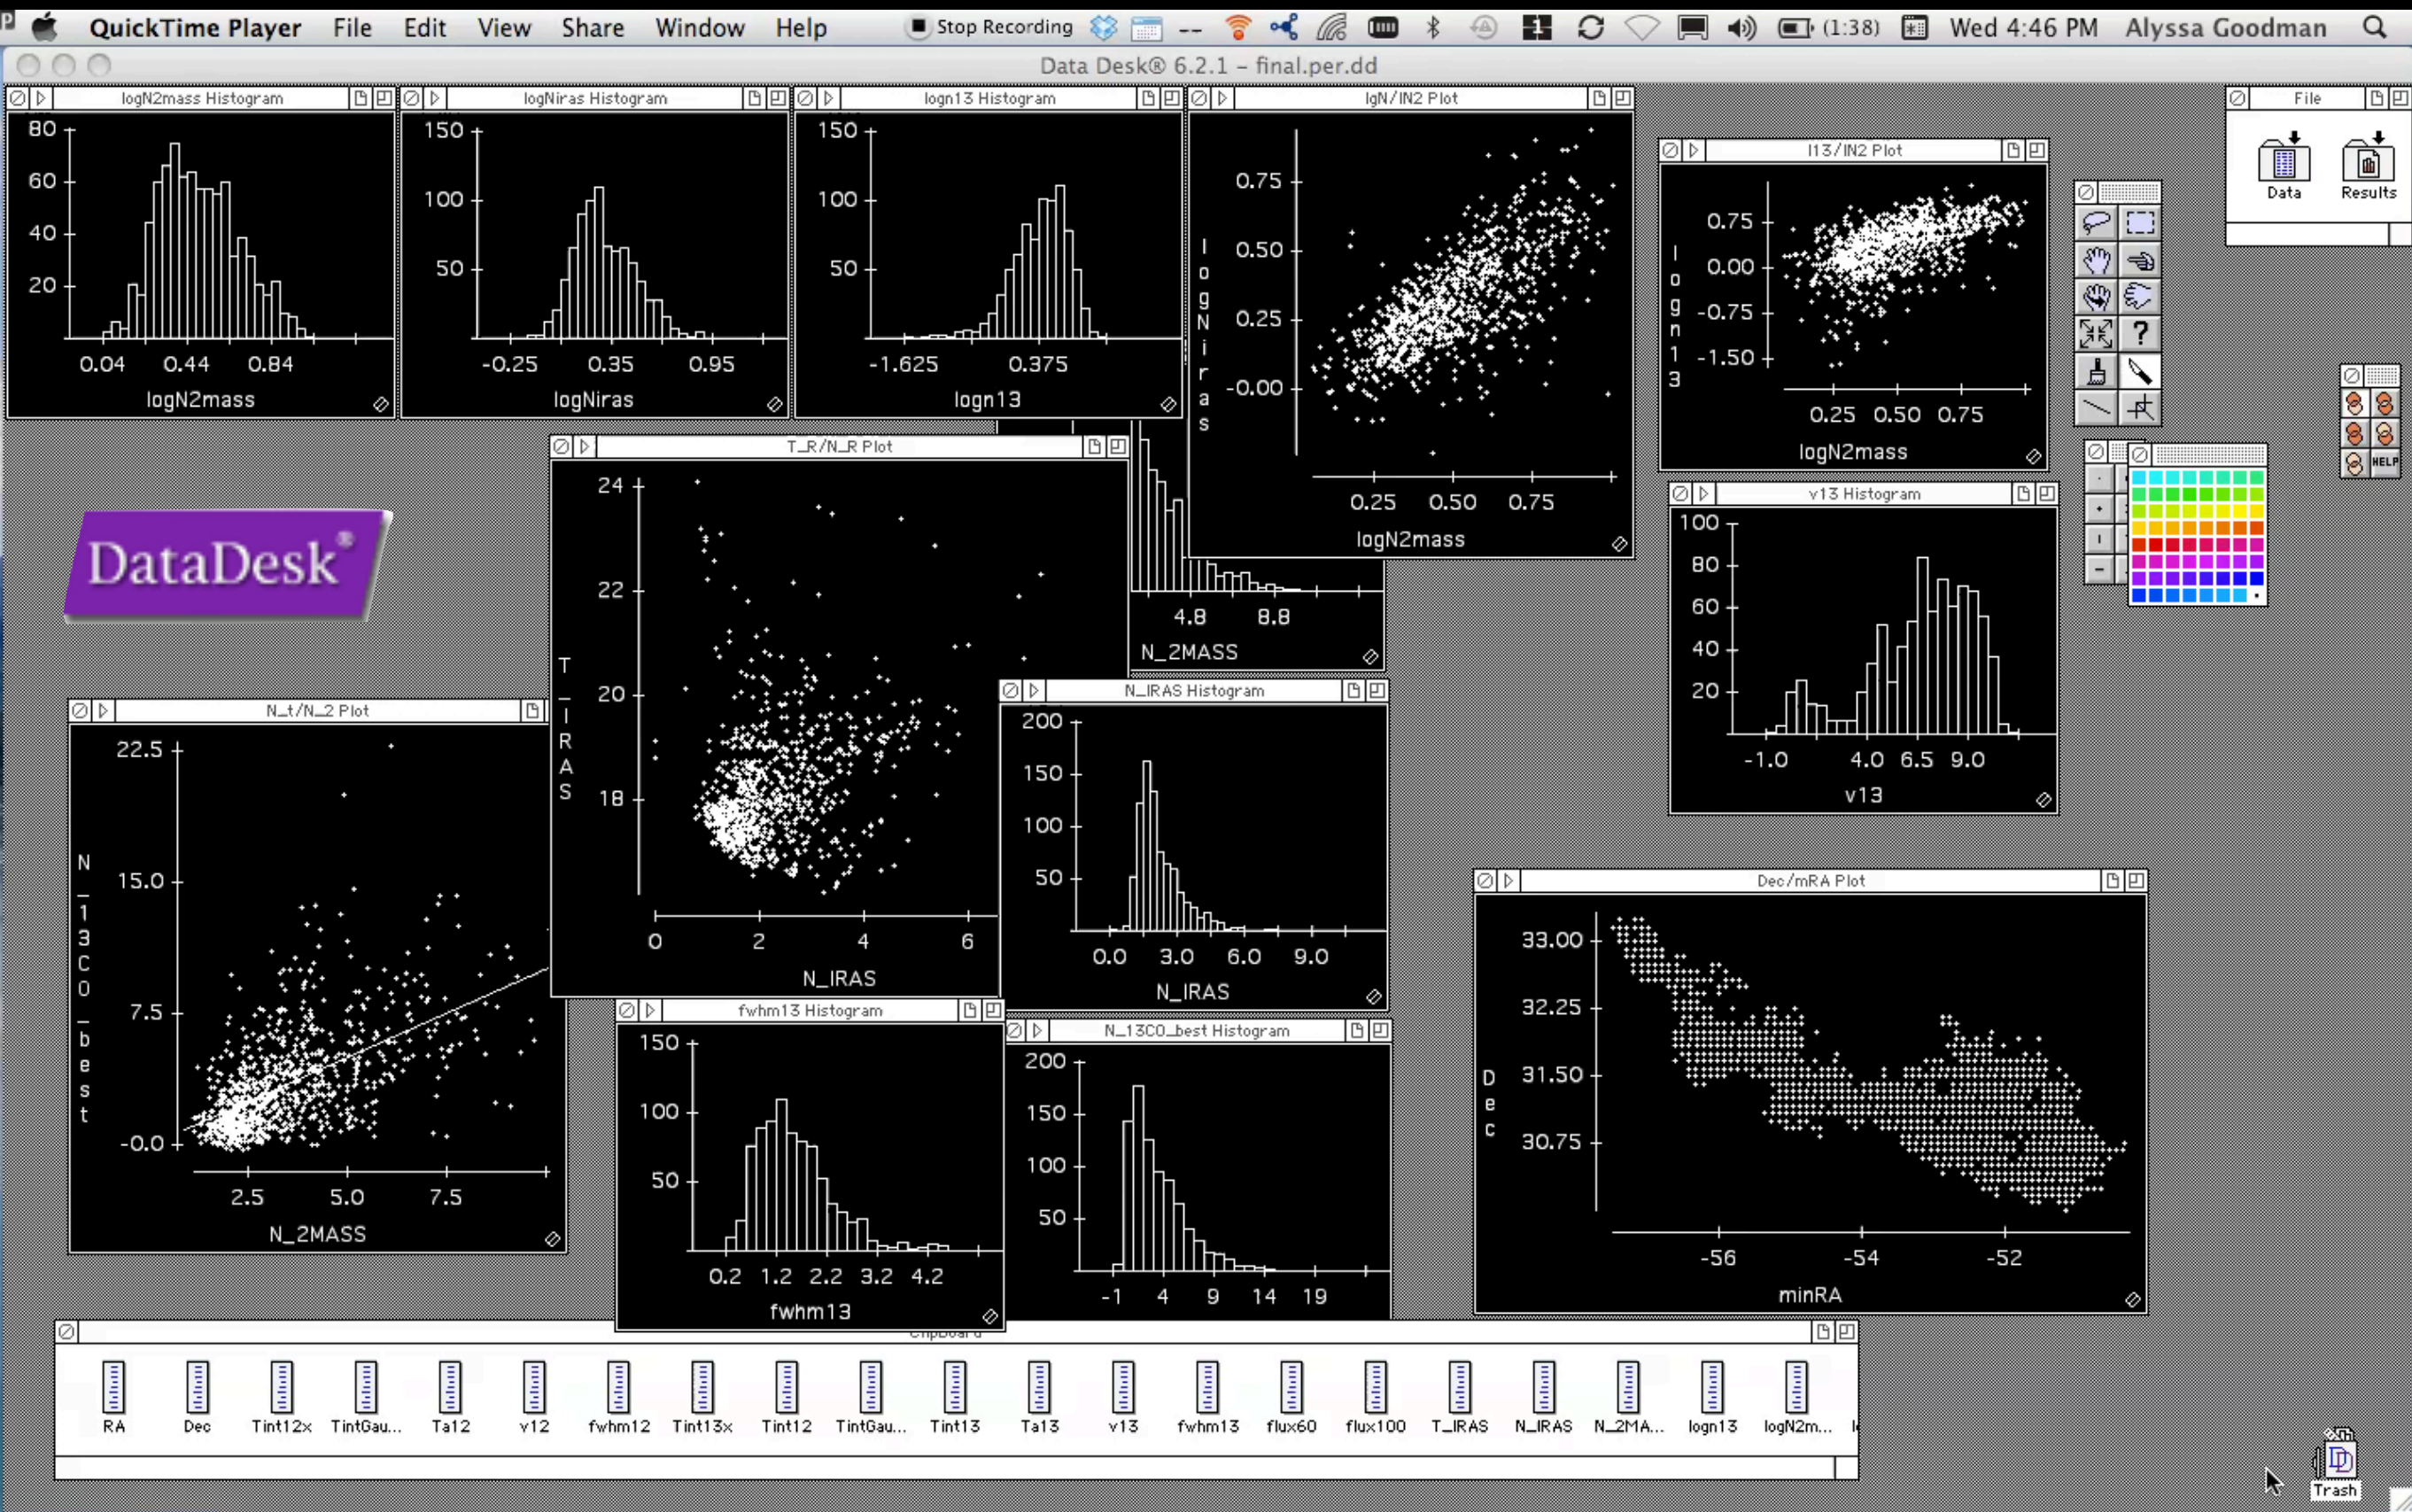 QuickTime Player File Edit View Share Window Help Stop Recording -- 1 (1:38) Wed 4:46 PM Alyssa Goodman
Data Desk® 6.2.1 – final.per.dd
logN2mass Histogram
80
60
40
20
0.04 0.44 0.84
logN2mass
logNiras Histogram
150
100
50
-0.25 0.35 0.95
logNiras
logn13 Histogram
150
100
50
-1.625 0.375
logn13
lgN/lN2 Plot
logNiras
0.75
0.50
0.25
-0.00
0.25 0.50 0.75
logN2mass
l13/lN2 Plot
logn13
0.75
0.00
-0.75
-1.50
0.25 0.50 0.75
logN2mass
File
Data Results
?
HELP
DataDesk®
T_R/N_R Plot
T_IRAS
24
22
20
18
0 2 4 6
N_IRAS
4.8 8.8
N_2MASS
v13 Histogram
100
80
60
40
20
-1.0 4.0 6.5 9.0
v13
N_t/N_2 Plot
N_13CO_best
22.5
15.0
7.5
-0.0
2.5 5.0 7.5
N_2MASS
N_IRAS Histogram
200
150
100
50
0.0 3.0 6.0 9.0
N_IRAS
fwhm13 Histogram
150
100
50
0.2 1.2 2.2 3.2 4.2
fwhm13
N_13CO_best Histogram
200
150
100
50
-1 4 9 14 19
Dec/mRA Plot
Dec
33.00
32.25
31.50
30.75
-56 -54 -52
minRA
Clipboard
RA Dec Tint12x TintGau... Ta12 v12 fwhm12 Tint13x Tint12 TintGau... Tint13 Ta13 v13 fwhm13 flux60 flux100 T_IRAS N_IRAS N_2MA... logn13 logN2m...
DD
Trash